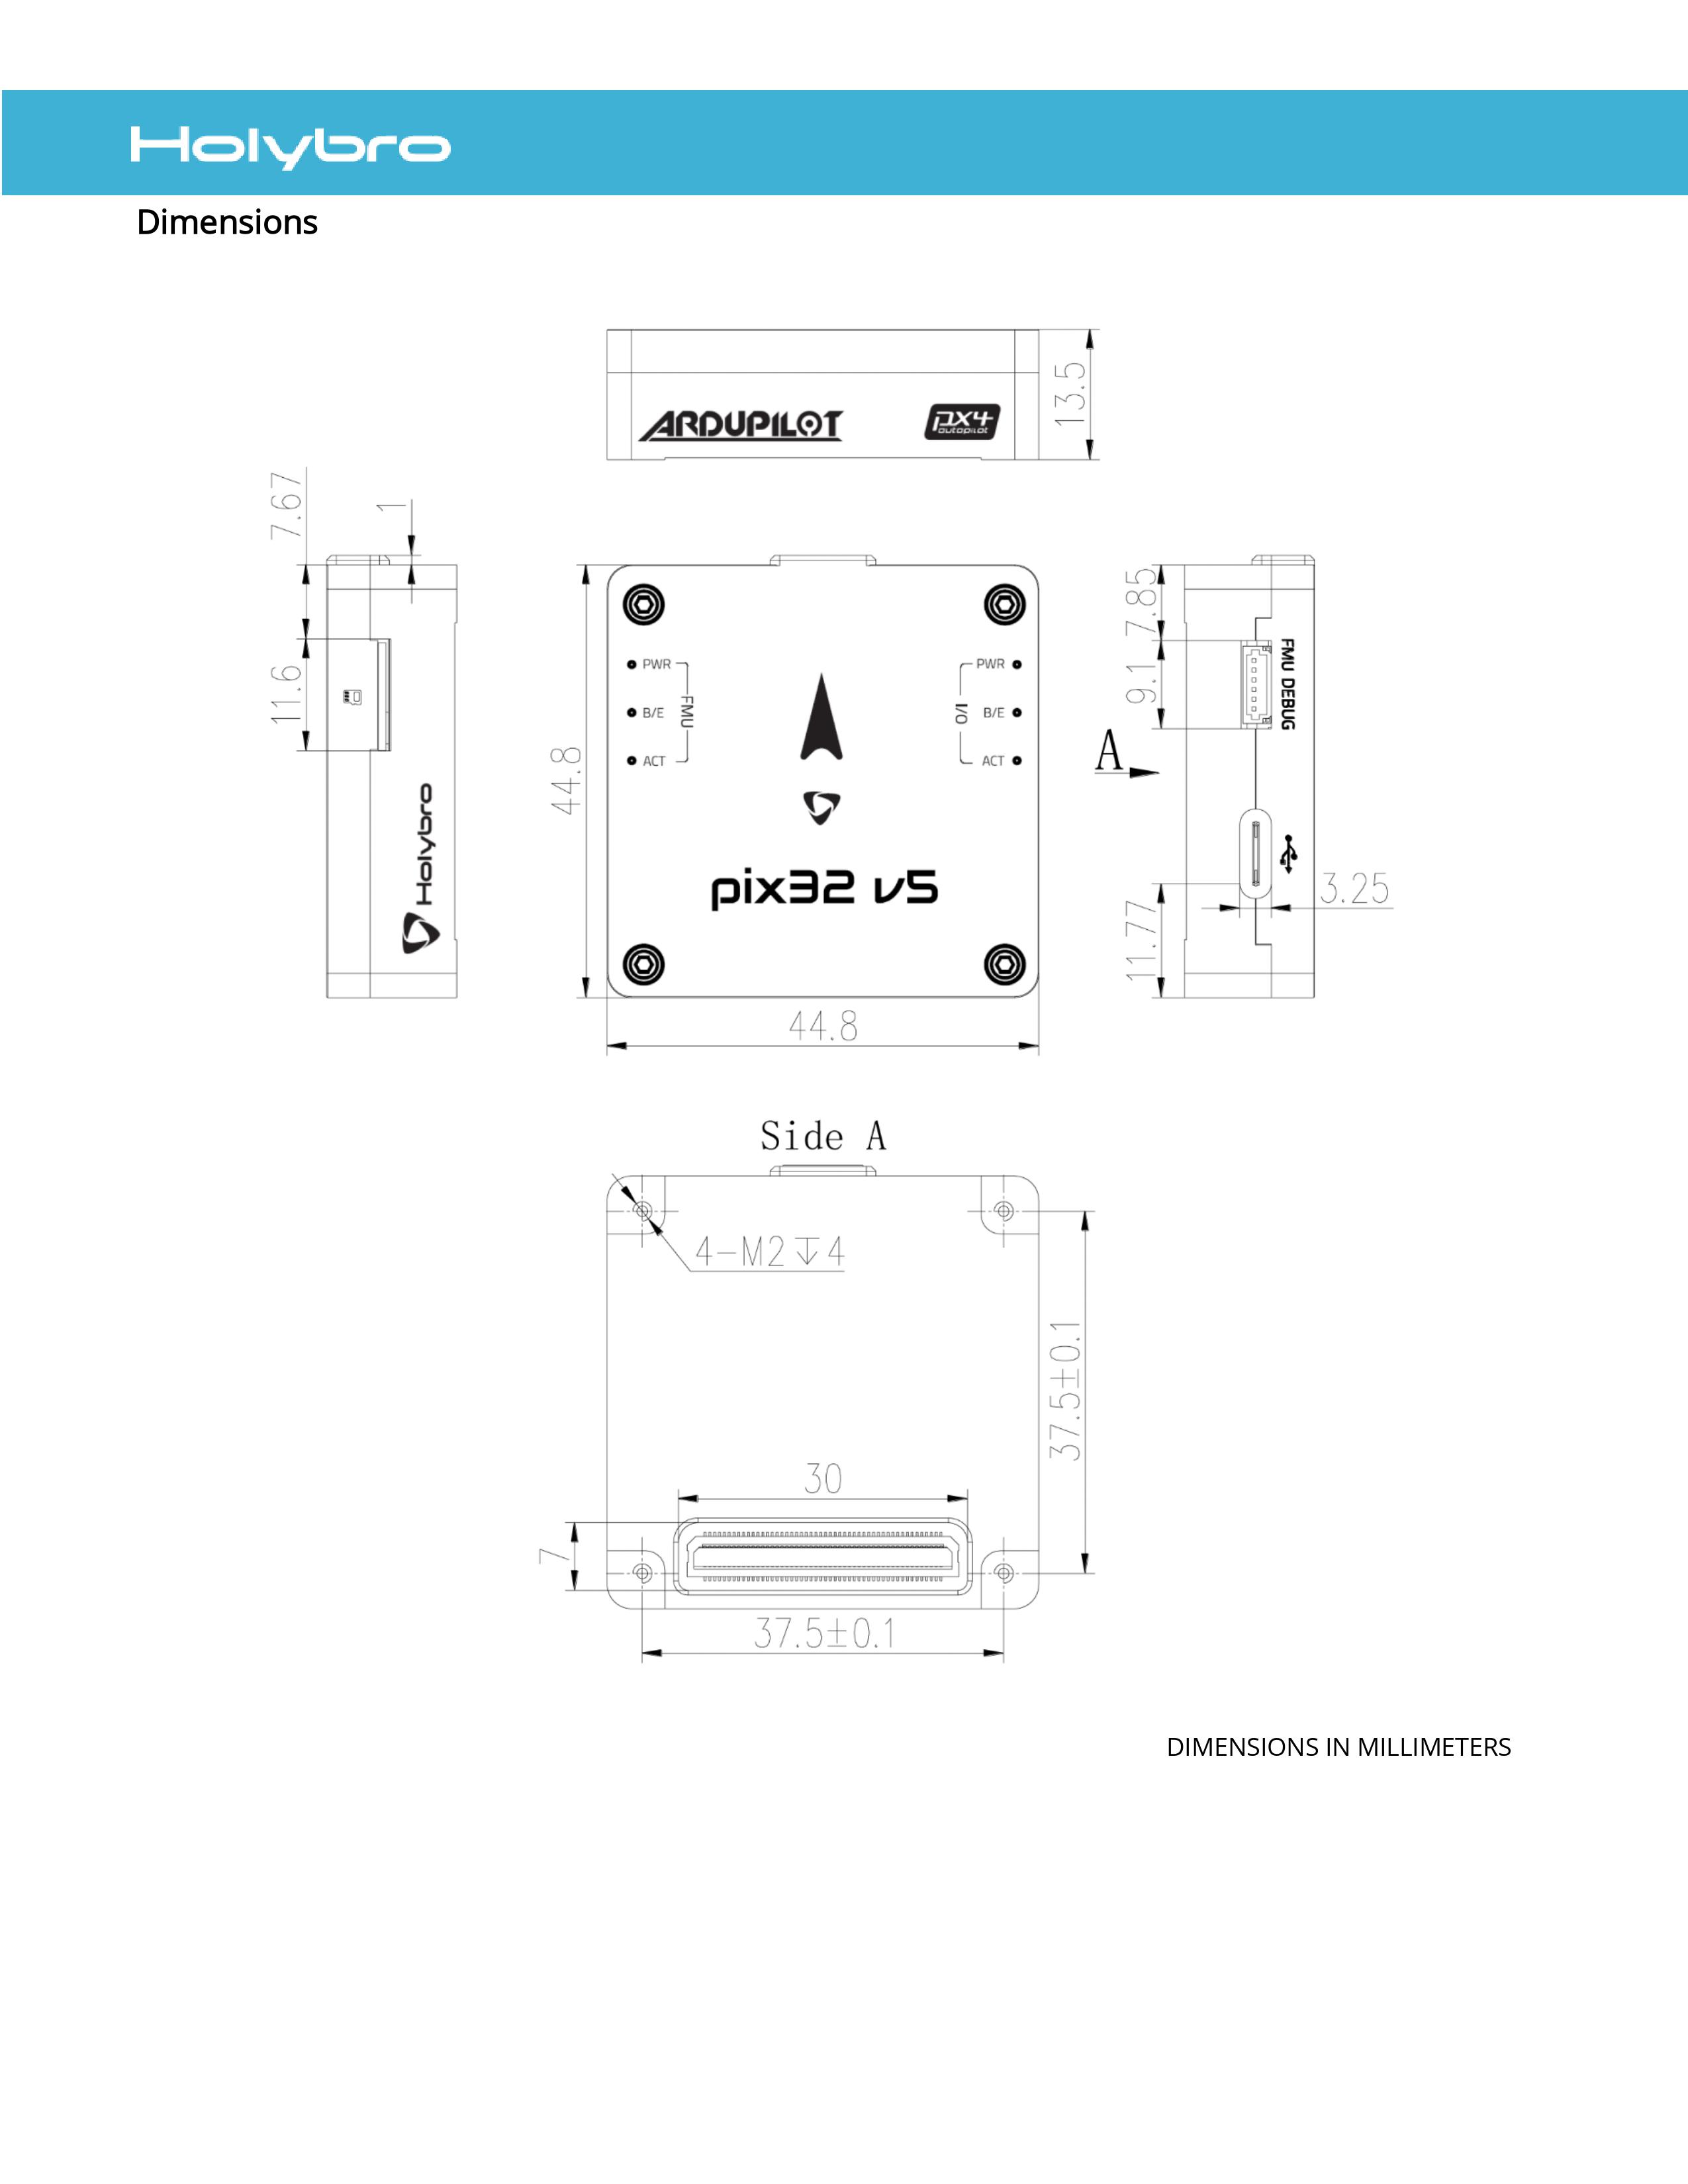 Holybro
Dimensions
ARDUPILOT
px4
autopilot
13.5
7.67
1
11.6
Holybro
44.8
PWR
B/E
ACT
FMU
PWR
B/E
ACT
I/O
pix32 v5
44.8
7.85
9.1
FMU DEBUG
A
11.77
3.25
Side A
4-M2↧4
37.5±0.1
30
7
37.5±0.1
DIMENSIONS IN MILLIMETERS